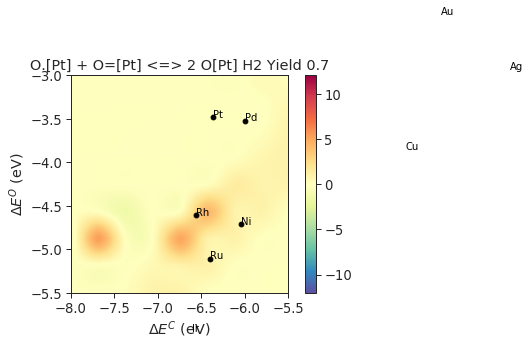 Au
Ag
Cu
O.[Pt] + O=[Pt] <=> 2 O[Pt] H2 Yield 0.7
−3.0
−3.5
−4.0
−4.5
−5.0
−5.5
ΔE^O (eV)
Pt
Pd
Rh
Ni
Ru
−8.0 −7.5 −7.0 −6.5 −6.0 −5.5
ΔE^C (eV)
Ir
10
5
0
−5
−10